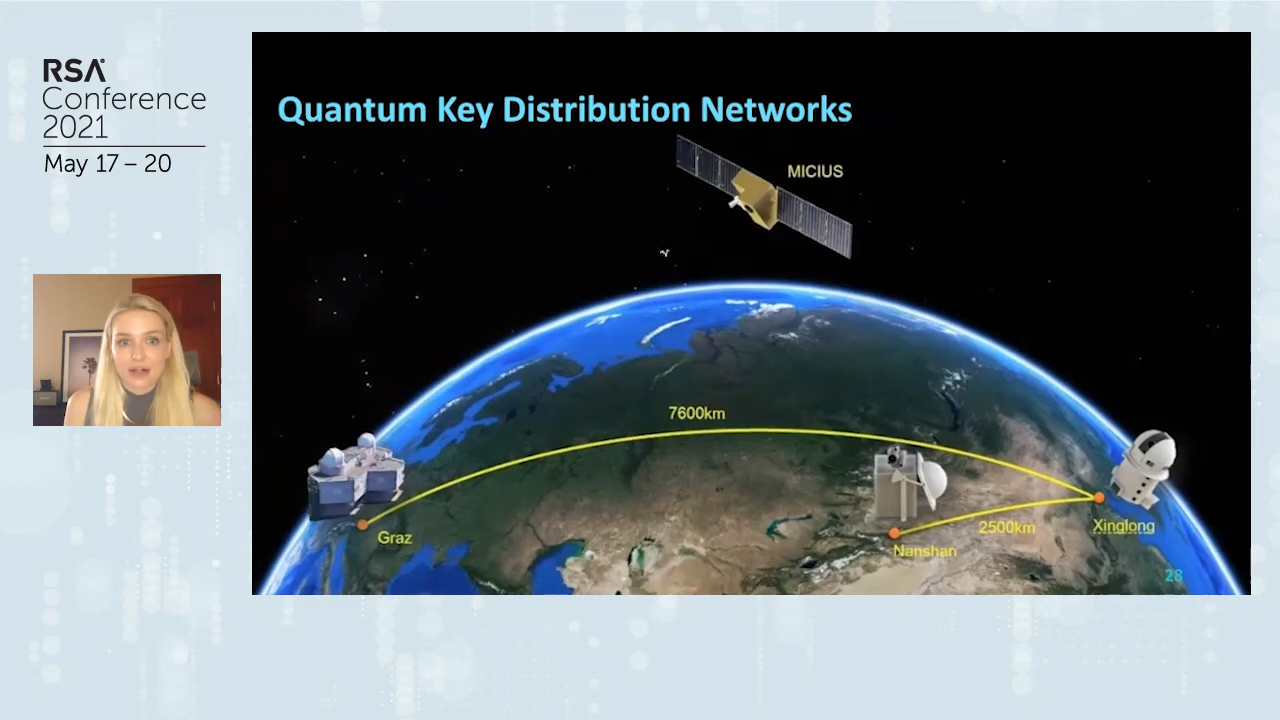 RSA
Conference
2021
May 17 – 20
Quantum Key Distribution Networks
MICIUS
7600km
Graz
2500km
Xinglong
Nanshan
28